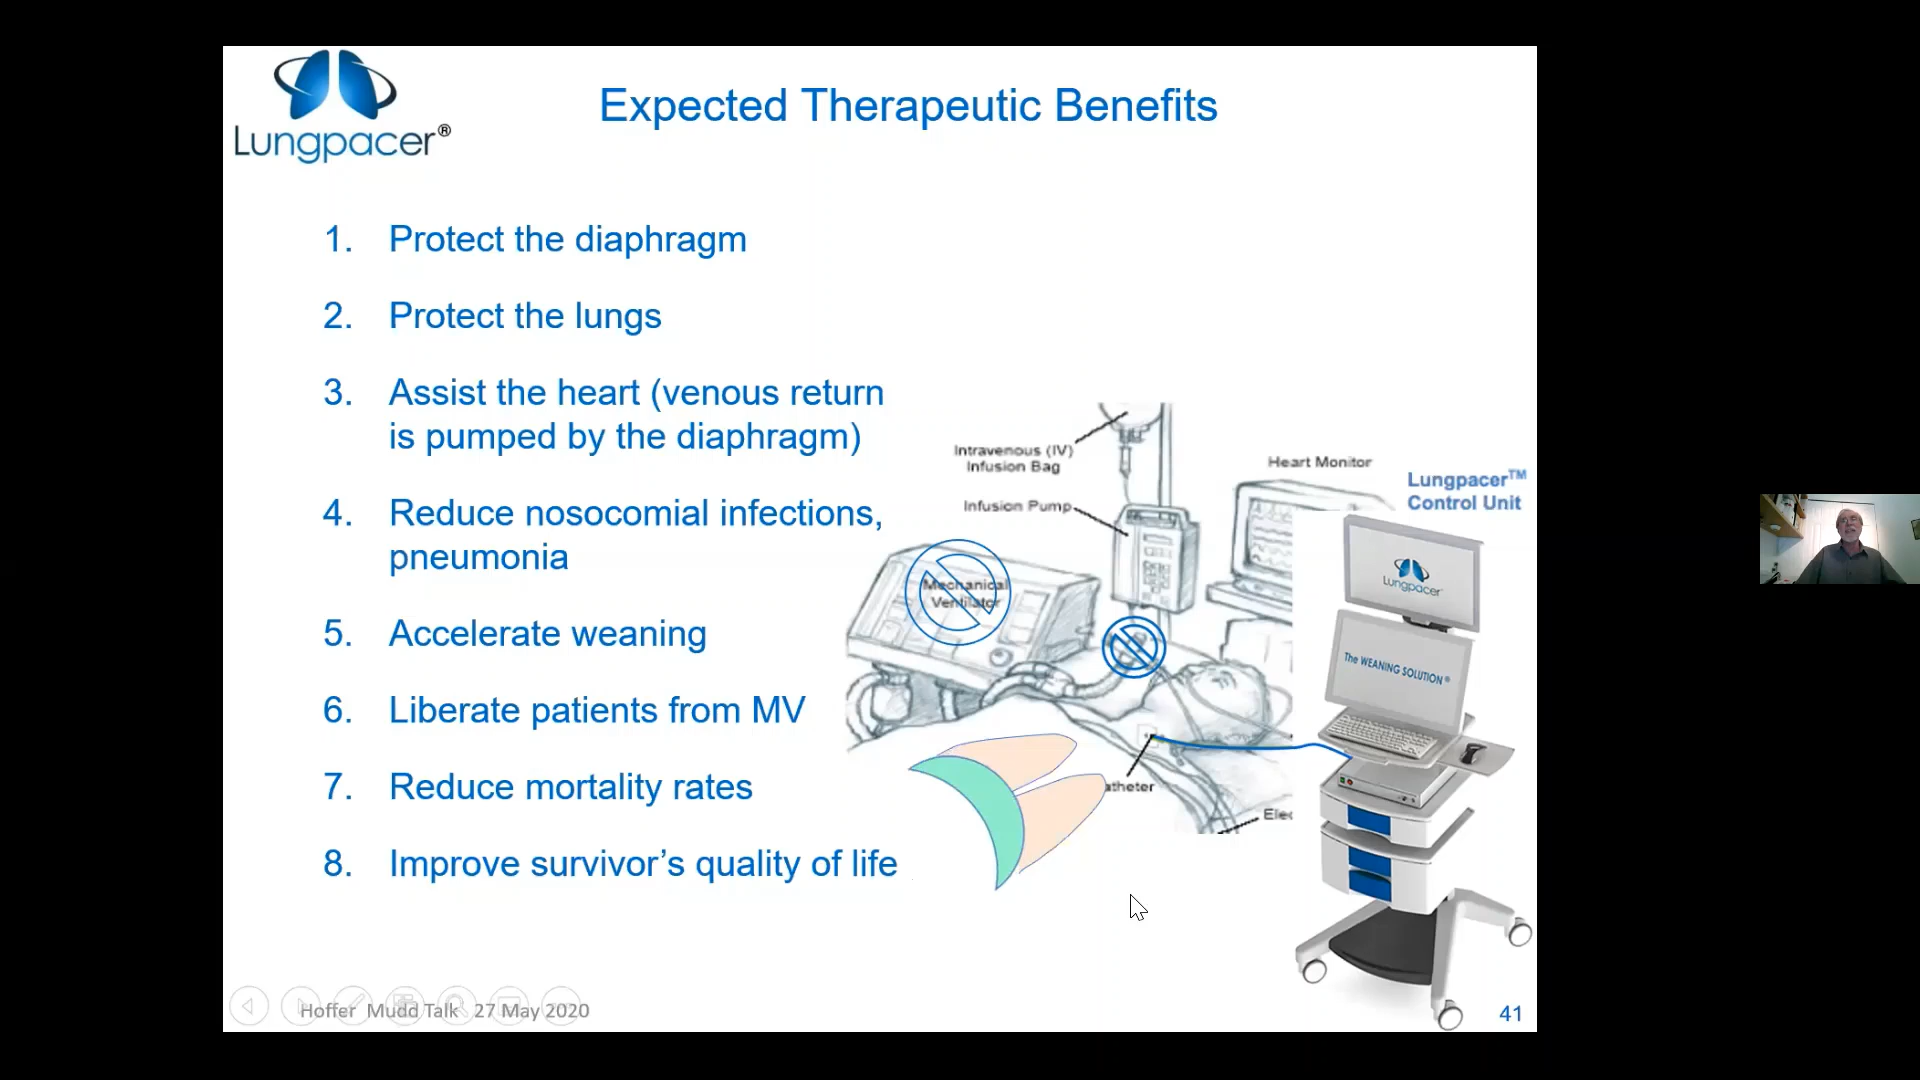 Lungpacer®
Expected Therapeutic Benefits
1. Protect the diaphragm
2. Protect the lungs
3. Assist the heart (venous return
is pumped by the diaphragm)
4. Reduce nosocomial infections,
pneumonia
5. Accelerate weaning
6. Liberate patients from MV
7. Reduce mortality rates
8. Improve survivor’s quality of life
Intravenous (IV)
Infusion Bag
Infusion Pump
Heart Monitor
Lungpacer™
Control Unit
Mechanical
Ventilator
Lungpacer
The WEANING SOLUTION®
atheter
Elec
Hoffer Mudd Talk 27 May 2020
41